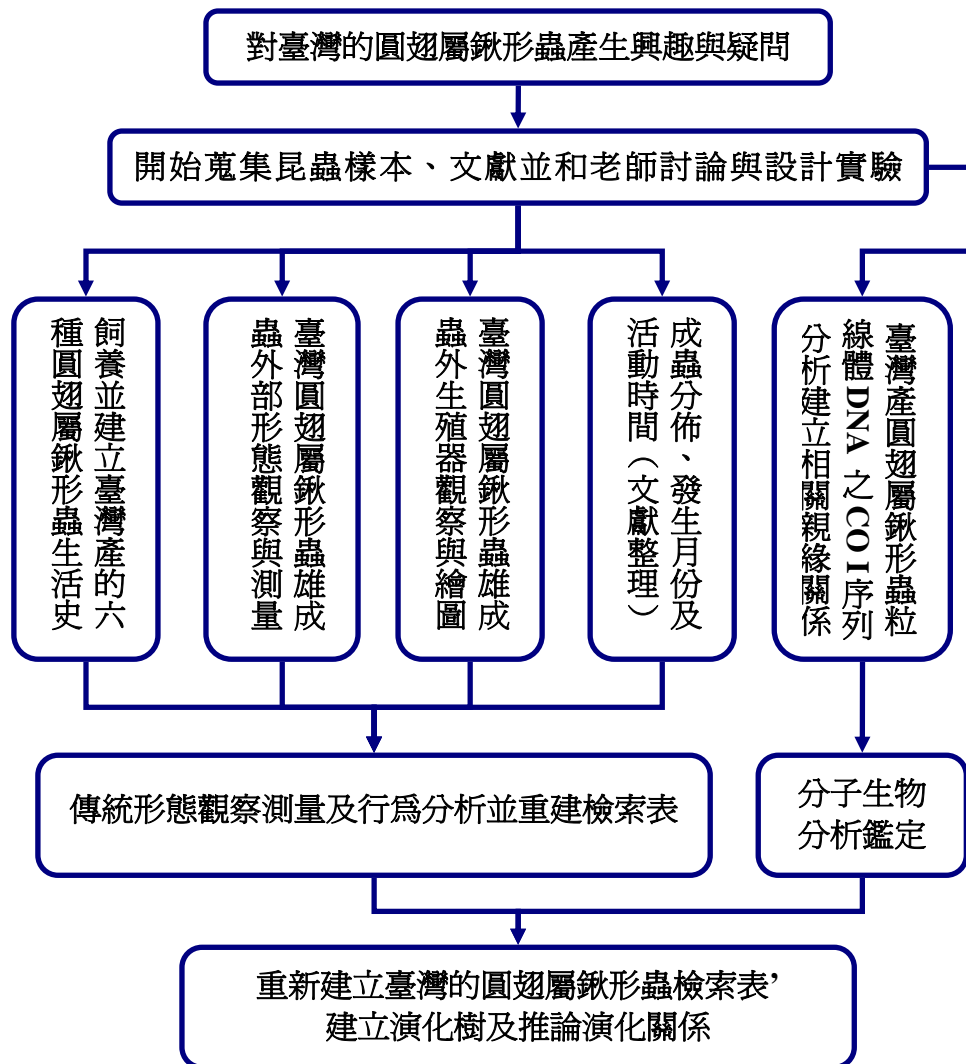 對臺灣的圓翅屬鍬形蟲產生興趣與疑問
開始蒐集昆蟲樣本、文獻並和老師討論與設計實驗
飼養並建立臺灣產的六
種圓翅屬鍬形蟲生活史
臺灣圓翅屬鍬形蟲雄成
蟲外部形態觀察與測量
臺灣圓翅屬鍬形蟲雄成
蟲外生殖器觀察與繪圖
成蟲分佈、發生月份及
活動時間（文獻整理）
臺灣產圓翅屬鍬形蟲粒
線體DNA 之COI序列
分析建立相關親緣關係
傳統形態觀察測量及行為分析並重建檢索表
分子生物
分析鑑定
重新建立臺灣的圓翅屬鍬形蟲檢索表’
建立演化樹及推論演化關係